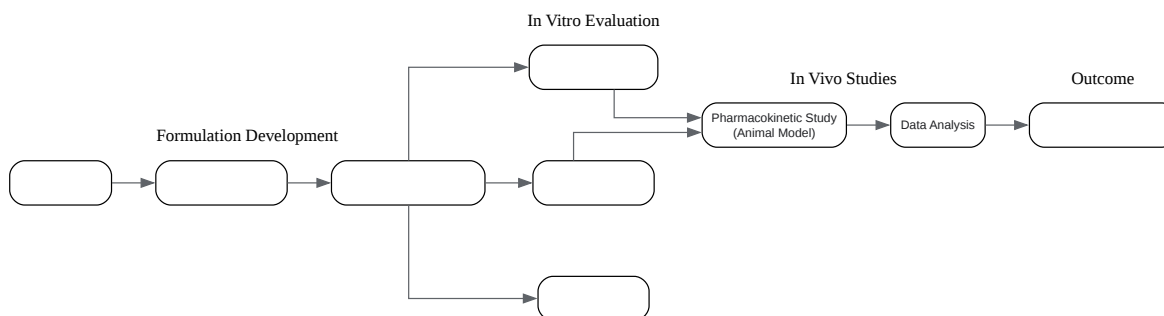 In Vitro Evaluation
In Vivo Studies
Outcome
Pharmacokinetic Study
(Animal Model)
Data Analysis
Formulation Development